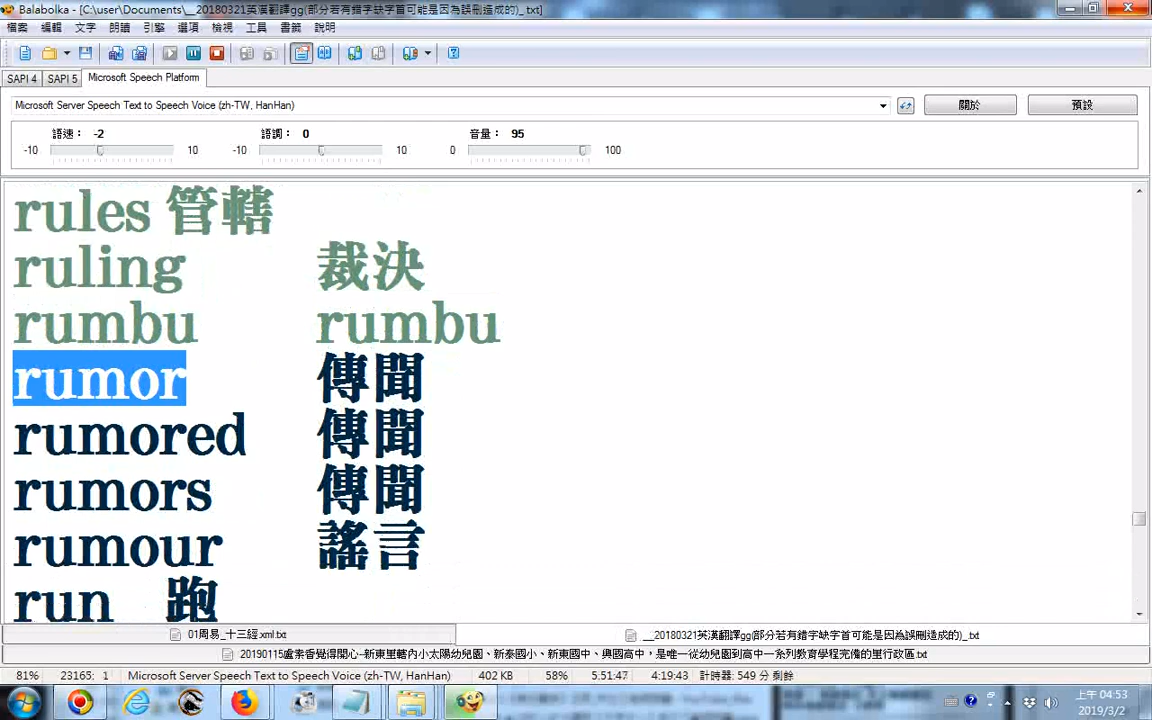 Balabolka - [C:\user\Documents\__20180321英漢翻譯gg(部分若有錯字缺字首可能是因為誤刪造成的)_.txt]
檔案 編輯 文字 朗讀 引擎 選項 檢視 工具 書籤 說明
SAPI 4 SAPI 5 Microsoft Speech Platform
Microsoft Server Speech Text to Speech Voice (zh-TW, HanHan) 關於 預設
語速： -2 語調： 0 音量： 95
-10 10 -10 10 0 100
rules 管轄
ruling 裁決
rumbu rumbu
rumor 傳聞
rumored 傳聞
rumors 傳聞
rumour 謠言
run 跑
01周易_十三經.xml.txt __20180321英漢翻譯gg(部分若有錯字缺字首可能是因為誤刪造成的)_.txt
20190115盧素香覺得開心-新東里轄內小太陽幼兒園、新泰國小、新東國中、興國高中，是唯一從幼兒園到高中一系列教育學程完備的里行政區.txt
81% 23165: 1 Microsoft Server Speech Text to Speech Voice (zh-TW, HanHan) 402 KB 58% 5:51:47 4:19:43 計時器: 549 分 剩餘
上午 04:53
2019/3/2